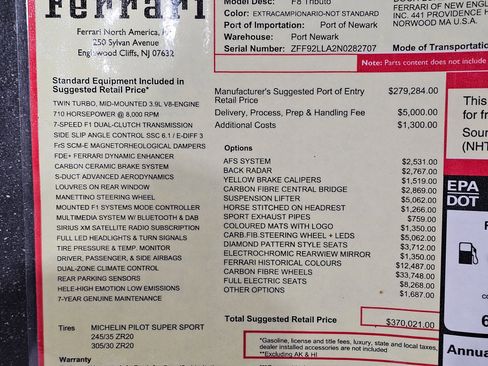 Ferrari
Ferrari North America, Inc.
250 Sylvan Avenue
Englewood Cliffs, NJ 07632
Model Desc: F8 Tributo
Color: EXTRACAMPIONARIO-NOT STANDARD
Port of Importation: Port of Newark
Warehouse: Port Newark
Serial Number: ZFF92LLA2N0282707
FERRARI OF NEW ENGL
INC. 441 PROVIDENCE H
NORWOOD MA U.S.A.
Mode of Transportation
Note: Parts content does not include
Standard Equipment Included in
Suggested Retail Price*
TWIN TURBO, MID-MOUNTED 3.9L V8-ENGINE
710 HORSEPOWER @ 8,000 RPM
7-SPEED F1 DUAL-CLUTCH TRANSMISSION
SIDE SLIP ANGLE CONTROL SSC 6.1 / E-DIFF 3
FrS SCM-E MAGNETORHEOLOGICAL DAMPERS
FDE+ FERRARI DYNAMIC ENHANCER
CARBON CERAMIC BRAKE SYSTEM
S-DUCT ADVANCED AERODYNAMICS
LOUVRES ON REAR WINDOW
MANETTINO STEERING WHEEL
MOUNTED F1 SYSTEMS MODE CONTROLLER
MULTIMEDIA SYSTEM W/ BLUETOOTH & DAB
SIRIUS XM SATELLITE RADIO SUBSCRIPTION
FULL LED HEADLIGHTS & TURN SIGNALS
TIRE PRESSURE & TEMP. MONITOR
DRIVER, PASSENGER, & SIDE AIRBAGS
DUAL-ZONE CLIMATE CONTROL
REAR PARKING SENSORS
HELE-HIGH EMOTION LOW EMISSIONS
7-YEAR GENUINE MAINTENANCE
Tires MICHELIN PILOT SUPER SPORT
245/35 ZR20
305/30 ZR20
Warranty
Manufacturer's Suggested Port of Entry
Retail Price $279,284.00
Delivery, Process, Prep & Handling Fee $5,000.00
Additional Costs $1,300.00
Options
AFS SYSTEM $2,531.00
BACK RADAR $2,767.00
YELLOW BRAKE CALIPERS $1,519.00
CARBON FIBRE CENTRAL BRIDGE $2,869.00
SUSPENSION LIFTER $5,062.00
HORSE STITCHED ON HEADREST $1,266.00
SPORT EXHAUST PIPES $759.00
COLOURED MATS WITH LOGO $1,350.00
CARB.FIB.STEERING WHEEL + LEDS $5,062.00
DIAMOND PATTERN STYLE SEATS $3,712.00
ELECTROCHROMIC REARWIEW MIRROR $1,350.00
FERRARI HISTORICAL COLOURS $12,487.00
CARBON FIBRE WHEELS $33,748.00
FULL ELECTRIC SEATS $8,268.00
OTHER OPTIONS $1,687.00
Total Suggested Retail Price $370,021.00
*Gasoline, license and title fees, luxury, state and local taxes,
dealer installed accessories are not included
**Excluding AK & HI
This
for fr
Sour
(NHT
EPA
DOT
F
6
Annua